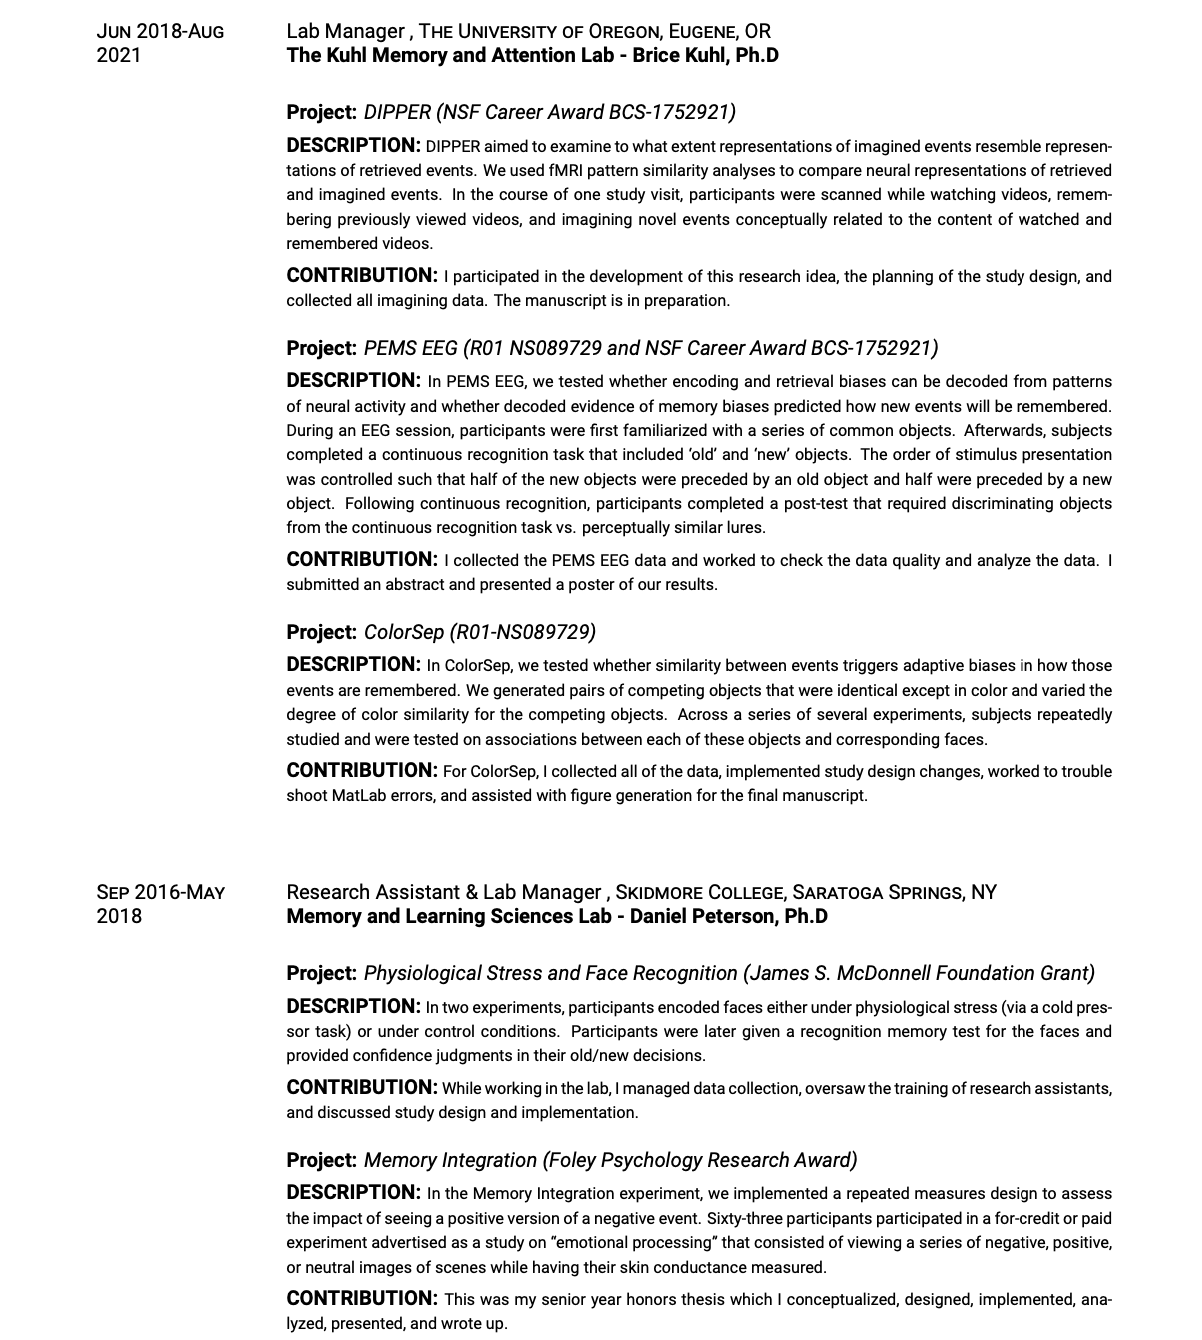 Jun 2018-Aug
2021
Lab Manager , The University of Oregon, Eugene, OR
The Kuhl Memory and Attention Lab - Brice Kuhl, Ph.D
Project: DIPPER (NSF Career Award BCS-1752921)
DESCRIPTION: DIPPER aimed to examine to what extent representations of imagined events resemble represen-
tations of retrieved events. We used fMRI pattern similarity analyses to compare neural representations of retrieved
and imagined events. In the course of one study visit, participants were scanned while watching videos, remem-
bering previously viewed videos, and imagining novel events conceptually related to the content of watched and
remembered videos.
CONTRIBUTION: I participated in the development of this research idea, the planning of the study design, and
collected all imagining data. The manuscript is in preparation.
Project: PEMS EEG (R01 NS089729 and NSF Career Award BCS-1752921)
DESCRIPTION: In PEMS EEG, we tested whether encoding and retrieval biases can be decoded from patterns
of neural activity and whether decoded evidence of memory biases predicted how new events will be remembered.
During an EEG session, participants were first familiarized with a series of common objects. Afterwards, subjects
completed a continuous recognition task that included ‘old’ and ‘new’ objects. The order of stimulus presentation
was controlled such that half of the new objects were preceded by an old object and half were preceded by a new
object. Following continuous recognition, participants completed a post-test that required discriminating objects
from the continuous recognition task vs. perceptually similar lures.
CONTRIBUTION: I collected the PEMS EEG data and worked to check the data quality and analyze the data. I
submitted an abstract and presented a poster of our results.
Project: ColorSep (R01-NS089729)
DESCRIPTION: In ColorSep, we tested whether similarity between events triggers adaptive biases in how those
events are remembered. We generated pairs of competing objects that were identical except in color and varied the
degree of color similarity for the competing objects. Across a series of several experiments, subjects repeatedly
studied and were tested on associations between each of these objects and corresponding faces.
CONTRIBUTION: For ColorSep, I collected all of the data, implemented study design changes, worked to trouble
shoot MatLab errors, and assisted with figure generation for the final manuscript.
Sep 2016-May
2018
Research Assistant & Lab Manager , Skidmore College, Saratoga Springs, NY
Memory and Learning Sciences Lab - Daniel Peterson, Ph.D
Project: Physiological Stress and Face Recognition (James S. McDonnell Foundation Grant)
DESCRIPTION: In two experiments, participants encoded faces either under physiological stress (via a cold pres-
sor task) or under control conditions. Participants were later given a recognition memory test for the faces and
provided confidence judgments in their old/new decisions.
CONTRIBUTION: While working in the lab, I managed data collection, oversaw the training of research assistants,
and discussed study design and implementation.
Project: Memory Integration (Foley Psychology Research Award)
DESCRIPTION: In the Memory Integration experiment, we implemented a repeated measures design to assess
the impact of seeing a positive version of a negative event. Sixty-three participants participated in a for-credit or paid
experiment advertised as a study on “emotional processing” that consisted of viewing a series of negative, positive,
or neutral images of scenes while having their skin conductance measured.
CONTRIBUTION: This was my senior year honors thesis which I conceptualized, designed, implemented, ana-
lyzed, presented, and wrote up.